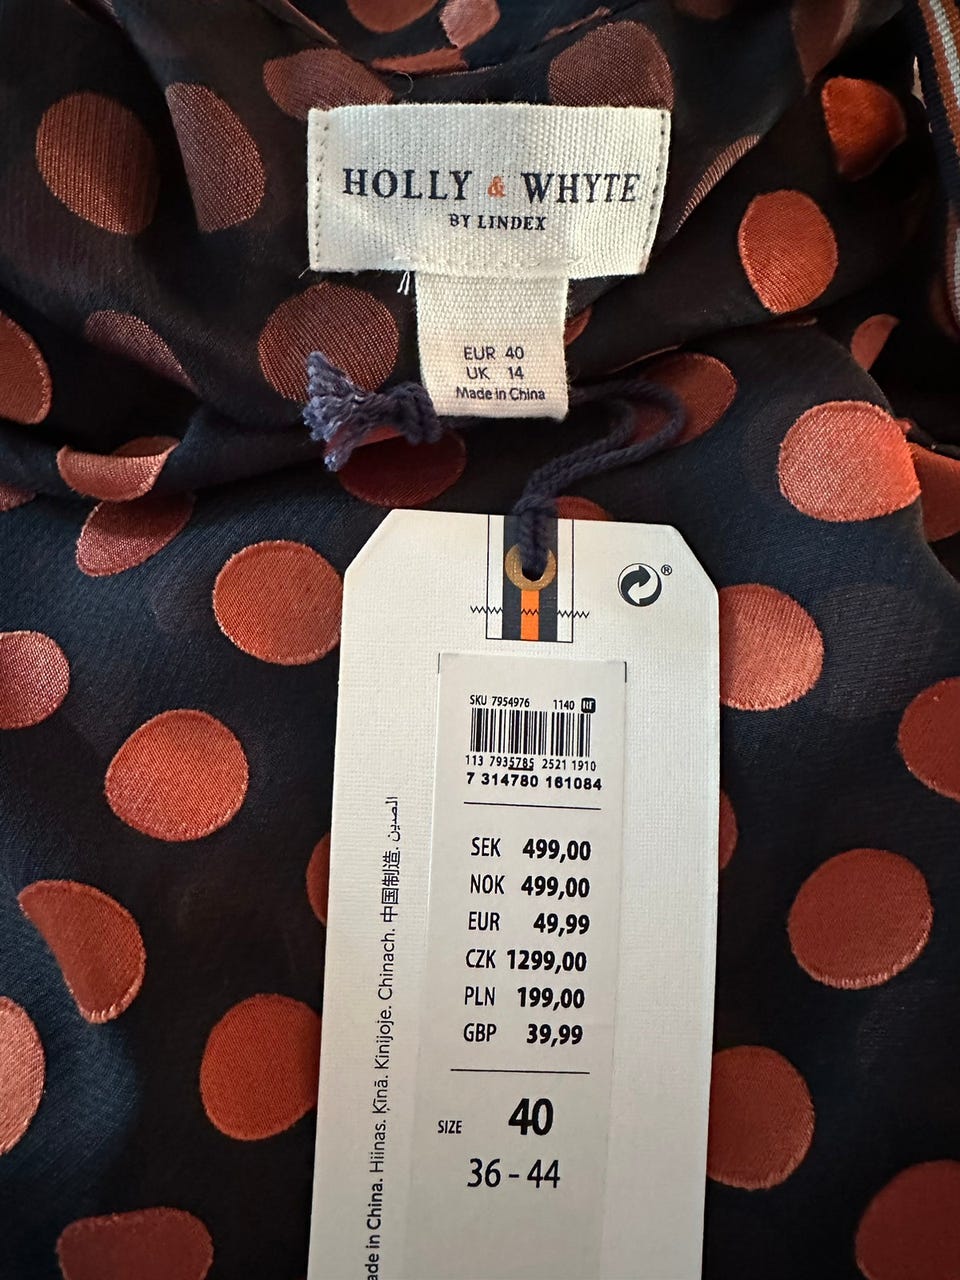 HOLLY & WHYTE
BY LINDEX
EUR 40
UK 14
Made in China
®
SKU 7954976 1140
113 7935785 2521 1910
7 314780 161084
SEK 499,00
NOK 499,00
EUR 49,99
CZK 1299,00
PLN 199,00
GBP 39,99
SIZE 40
36 - 44
ade in China. Hiinas. Ķīnā. Kinijoje. Chinach. 中国制造. الصين